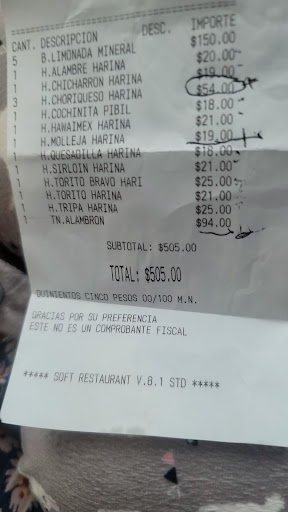 CANT. DESCRIPCION DESC. IMPORTE
5 B.LIMONADA MINERAL $150.00
1 H.ALAMBRE HARINA $20.00
1 H.CHICHARRON HARINA $19.00
3 H.CHORIQUESO HARINA $54.00
1 H.COCHINITA PIBIL $18.00
1 H.HAWAIMEX HARINA $21.00
1 H.MOLLEJA HARINA $19.00
1 H.QUESADILLA HARINA $18.00
1 H.SIRLOIN HARINA $21.00
1 H.TORITO BRAVO HARI $25.00
1 H.TORITO HARINA $21.00
1 H.TRIPA HARINA $25.00
1 TN.ALAMBRON $94.00
SUBTOTAL: $505.00
TOTAL: $505.00
QUINIENTOS CINCO PESOS 00/100 M.N.
GRACIAS POR SU PREFERENCIA
ESTE NO ES UN COMPROBANTE FISCAL
***** SOFT RESTAURANT V.8.1 STD *****